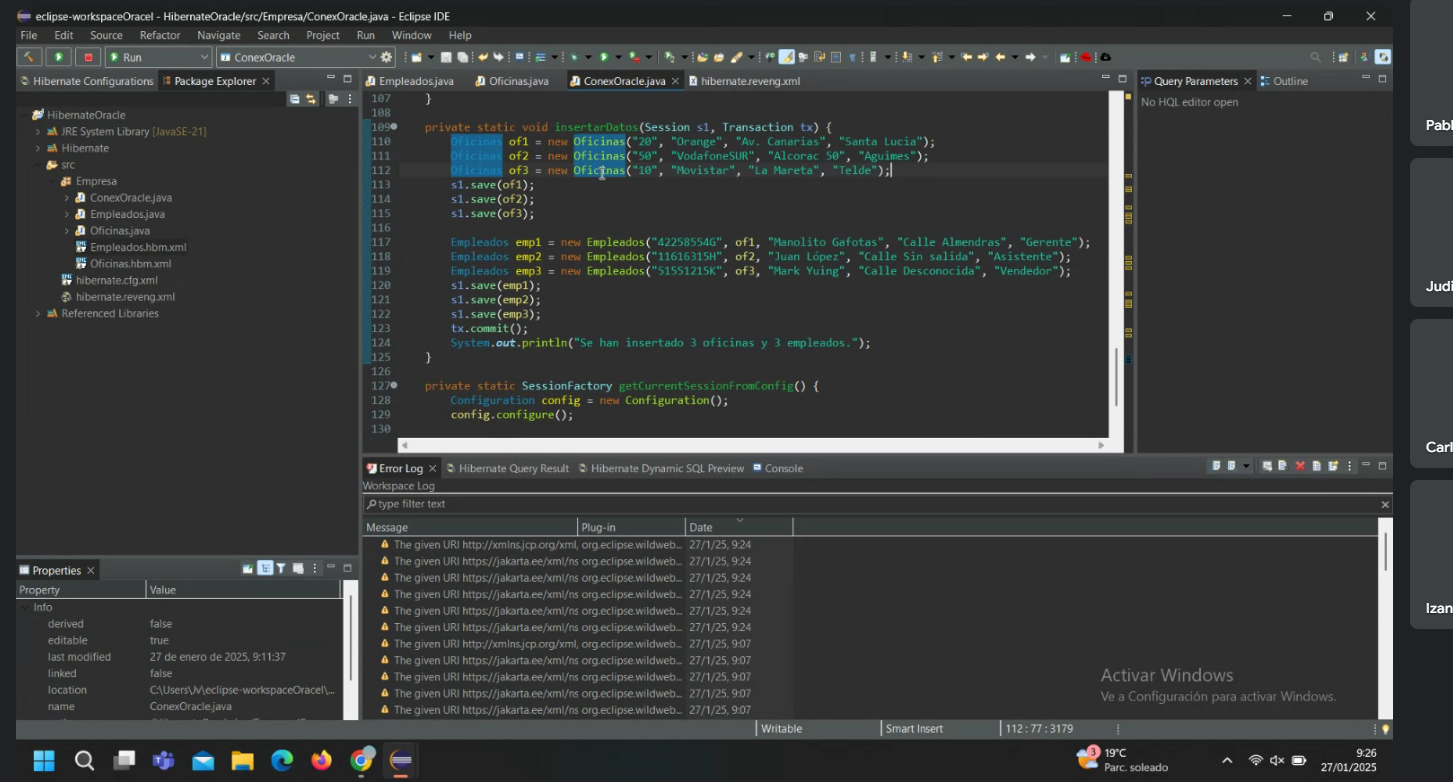 eclipse-workspaceOracel - HibernateOracle/src/Empresa/ConexOracle.java - Eclipse IDE
File Edit Source Refactor Navigate Search Project Run Window Help
Run ConexOracle
Hibernate Configurations Package Explorer
HibernateOracle
JRE System Library [JavaSE-21]
Hibernate
src
Empresa
ConexOracle.java
Empleados.java
Oficinas.java
Empleados.hbm.xml
Oficinas.hbm.xml
hibernate.cfg.xml
hibernate.reveng.xml
Referenced Libraries
Empleados.java Oficinas.java ConexOracle.java hibernate.reveng.xml
107 }
108
109 private static void insertarDatos(Session s1, Transaction tx) {
110 Oficinas of1 = new Oficinas("20", "Orange", "Av. Canarias", "Santa Lucia");
111 Oficinas of2 = new Oficinas("50", "VodafoneSUR", "Alcorac 50", "Aguimes");
112 Oficinas of3 = new Oficinas("10", "Movistar", "La Mareta", "Telde");
113 s1.save(of1);
114 s1.save(of2);
115 s1.save(of3);
116
117 Empleados emp1 = new Empleados("42258554G", of1, "Manolito Gafotas", "Calle Almendras", "Gerente");
118 Empleados emp2 = new Empleados("11616315H", of2, "Juan López", "Calle Sin salida", "Asistente");
119 Empleados emp3 = new Empleados("51551215K", of3, "Mark Yuing", "Calle Desconocida", "Vendedor");
120 s1.save(emp1);
121 s1.save(emp2);
122 s1.save(emp3);
123 tx.commit();
124 System.out.println("Se han insertado 3 oficinas y 3 empleados.");
125 }
126
127 private static SessionFactory getCurrentSessionFromConfig() {
128 Configuration config = new Configuration();
129 config.configure();
130
Query Parameters Outline
No HQL editor open
Error Log Hibernate Query Result Hibernate Dynamic SQL Preview Console
Workspace Log
type filter text
Message Plug-in Date
The given URI http://xmlns.jcp.org/xml, org.eclipse.wildweb... 27/1/25, 9:24
The given URI https://jakarta.ee/xml/ns org.eclipse.wildweb... 27/1/25, 9:24
The given URI https://jakarta.ee/xml/ns org.eclipse.wildweb... 27/1/25, 9:24
The given URI https://jakarta.ee/xml/ns org.eclipse.wildweb... 27/1/25, 9:24
The given URI https://jakarta.ee/xml/ns org.eclipse.wildweb... 27/1/25, 9:24
The given URI https://jakarta.ee/xml/ns org.eclipse.wildweb... 27/1/25, 9:24
The given URI http://xmlns.jcp.org/xml, org.eclipse.wildweb... 27/1/25, 9:07
The given URI https://jakarta.ee/xml/ns org.eclipse.wildweb... 27/1/25, 9:07
The given URI https://jakarta.ee/xml/ns org.eclipse.wildweb... 27/1/25, 9:07
The given URI https://jakarta.ee/xml/ns org.eclipse.wildweb... 27/1/25, 9:07
The given URI https://jakarta.ee/xml/ns org.eclipse.wildweb... 27/1/25, 9:07
Properties
Property Value
Info
derived false
editable true
last modified 27 de enero de 2025, 9:11:37
linked false
location C:\Users\Jv\eclipse-workspaceOracel\...
name ConexOracle.java
Activar Windows
Ve a Configuración para activar Windows.
Writable Smart Insert 112 : 77 : 3179
3 19°C
Parc. soleado
9:26
27/01/2025
Pabl
Judi
Carl
Izan